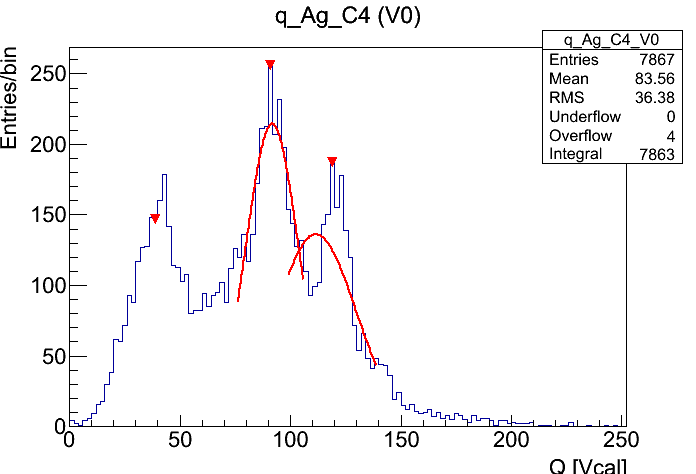 q_Ag_C4 (V0)
q_Ag_C4_V0
Entries 7867
Mean 83.56
RMS 36.38
Underflow 0
Overflow 4
Integral 7863
Entries/bin
250
200
150
100
50
0
0 50 100 150 200 250
Q [Vcal]